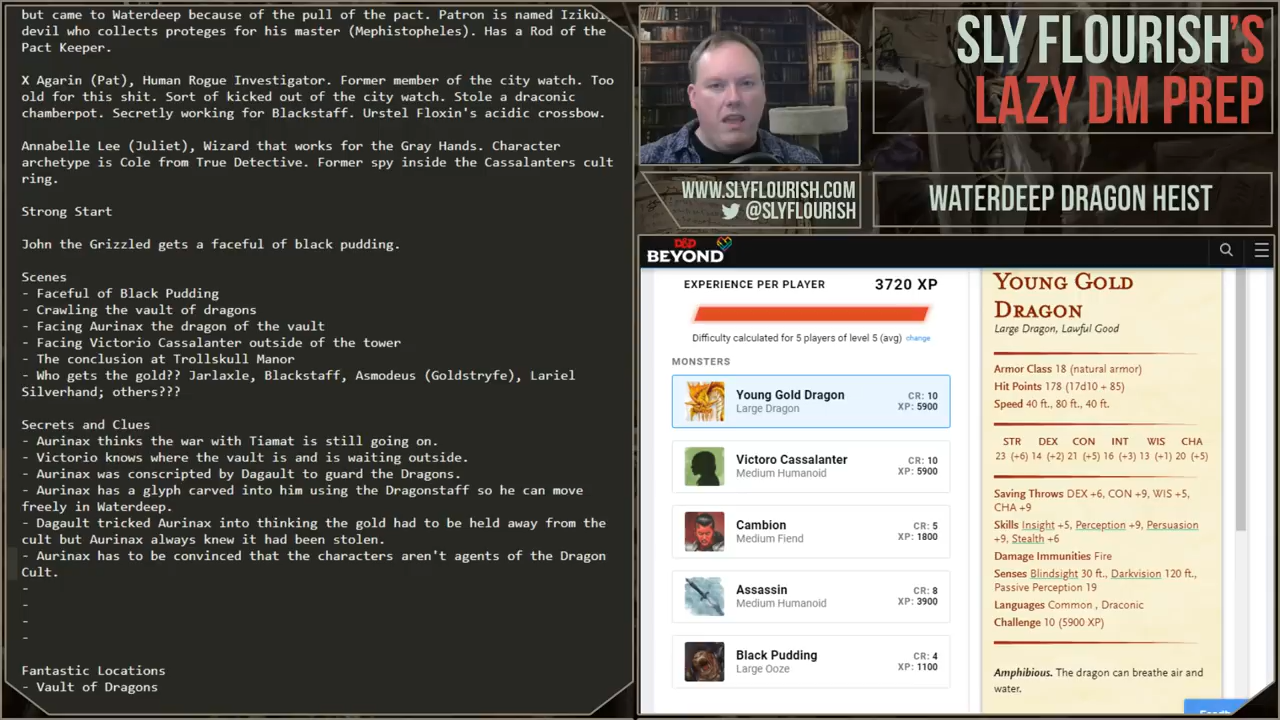 but came to Waterdeep because of the pull of the pact. Patron is named Izikul,
devil who collects proteges for his master (Mephistopheles). Has a Rod of the
Pact Keeper.
X Agarin (Pat), Human Rogue Investigator. Former member of the city watch. Too
old for this shit. Sort of kicked out of the city watch. Stole a draconic
chamberpot. Secretly working for Blackstaff. Urstel Floxin's acidic crossbow.
Annabelle Lee (Juliet), Wizard that works for the Gray Hands. Character
archetype is Cole from True Detective. Former spy inside the Cassalanters cult
ring.
Strong Start
John the Grizzled gets a faceful of black pudding.
Scenes
- Faceful of Black Pudding
- Crawling the vault of dragons
- Facing Aurinax the dragon of the vault
- Facing Victorio Cassalanter outside of the tower
- The conclusion at Trollskull Manor
- Who gets the gold?? Jarlaxle, Blackstaff, Asmodeus (Goldstryfe), Lariel
Silverhand; others???
Secrets and Clues
- Aurinax thinks the war with Tiamat is still going on.
- Victorio knows where the vault is and is waiting outside.
- Aurinax was conscripted by Dagault to guard the Dragons.
- Aurinax has a glyph carved into him using the Dragonstaff so he can move
freely in Waterdeep.
- Dagault tricked Aurinax into thinking the gold had to be held away from the
cult but Aurinax always knew it had been stolen.
- Aurinax has to be convinced that the characters aren't agents of the Dragon
Cult.
-
-
-
-
Fantastic Locations
- Vault of Dragons
SLY FLOURISH'S
LAZY DM PREP
WWW.SLYFLOURISH.COM
@SLYFLOURISH
WATERDEEP DRAGON HEIST
D&D
BEYOND
EXPERIENCE PER PLAYER 3720 XP
Difficulty calculated for 5 players of level 5 (avg) change
MONSTERS
Young Gold Dragon CR: 10
Large Dragon XP: 5900
Victoro Cassalanter CR: 10
Medium Humanoid XP: 5900
Cambion CR: 5
Medium Fiend XP: 1800
Assassin CR: 8
Medium Humanoid XP: 3900
Black Pudding CR: 4
Large Ooze XP: 1100
YOUNG GOLD
DRAGON
Large Dragon, Lawful Good
Armor Class 18 (natural armor)
Hit Points 178 (17d10 + 85)
Speed 40 ft., 80 ft., 40 ft.
STR DEX CON INT WIS CHA
23 (+6) 14 (+2) 21 (+5) 16 (+3) 13 (+1) 20 (+5)
Saving Throws DEX +6, CON +9, WIS +5,
CHA +9
Skills Insight +5, Perception +9, Persuasion
+9, Stealth +6
Damage Immunities Fire
Senses Blindsight 30 ft., Darkvision 120 ft.,
Passive Perception 19
Languages Common , Draconic
Challenge 10 (5900 XP)
Amphibious. The dragon can breathe air and
water.